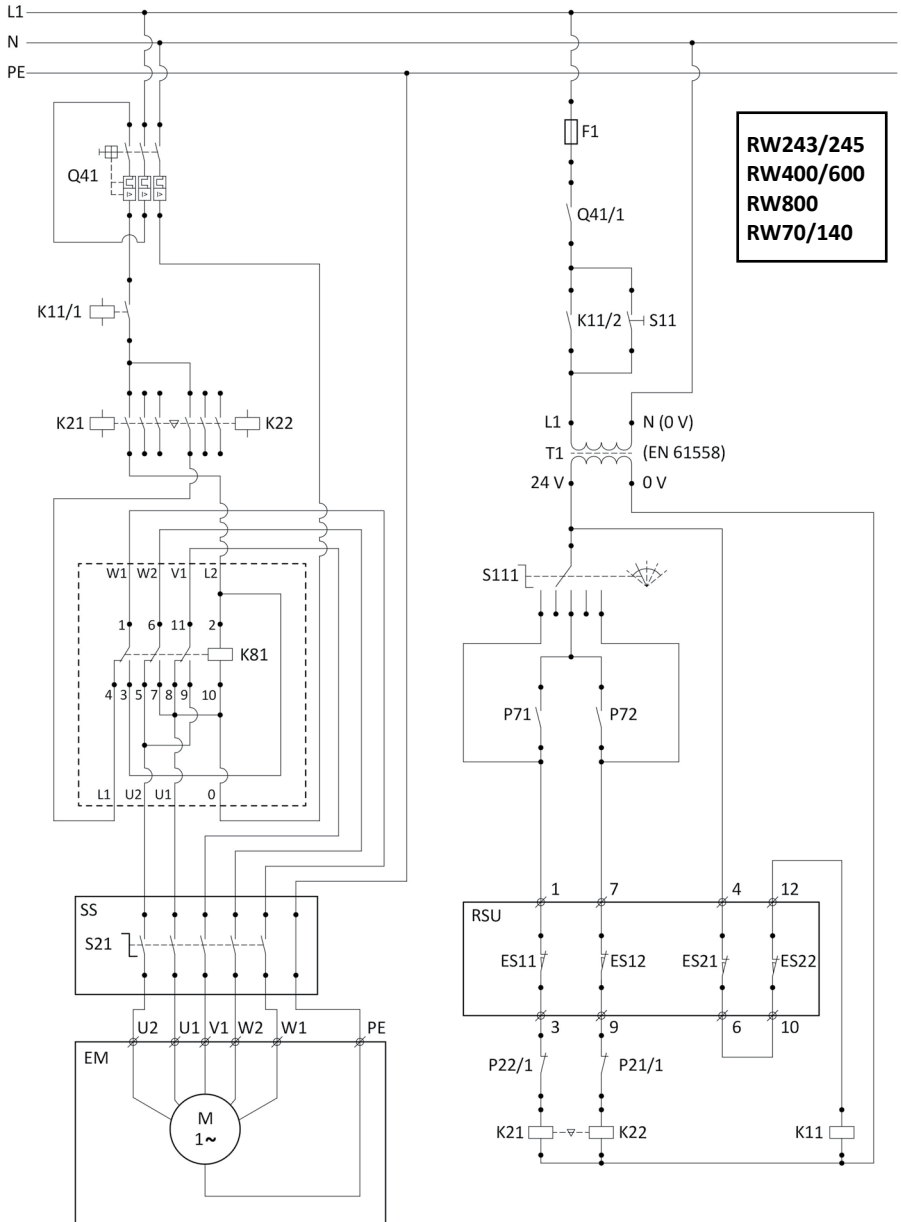 L1
N
PE
F1
RW243/245
RW400/600
RW800
RW70/140
Q41
Q41/1
K11/1
K11/2
S11
K21
K22
L1
N (0 V)
T1
(EN 61558)
24 V
0 V
W1 W2 V1 L2
S111
1 6 11 2
K81
4 3 5 7 8 9 10
P71
P72
L1 U2 U1 0
1 7 4 12
SS
RSU
S21
ES11
ES12
ES21
ES22
3 9 6 10
U2 U1 V1 W2 W1 PE
EM
P22/1
P21/1
M
1~
K21
K22
K11